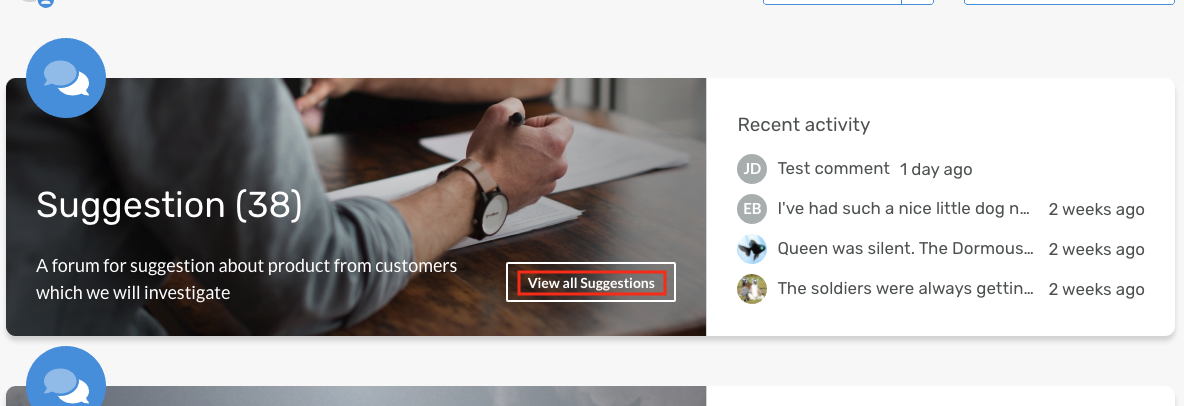 Suggestion (38)
A forum for suggestion about product from customers
which we will investigate
View all Suggestions
Recent activity
JD Test comment 1 day ago
EB I've had such a nice little dog n... 2 weeks ago
Queen was silent. The Dormous... 2 weeks ago
The soldiers were always gettin... 2 weeks ago